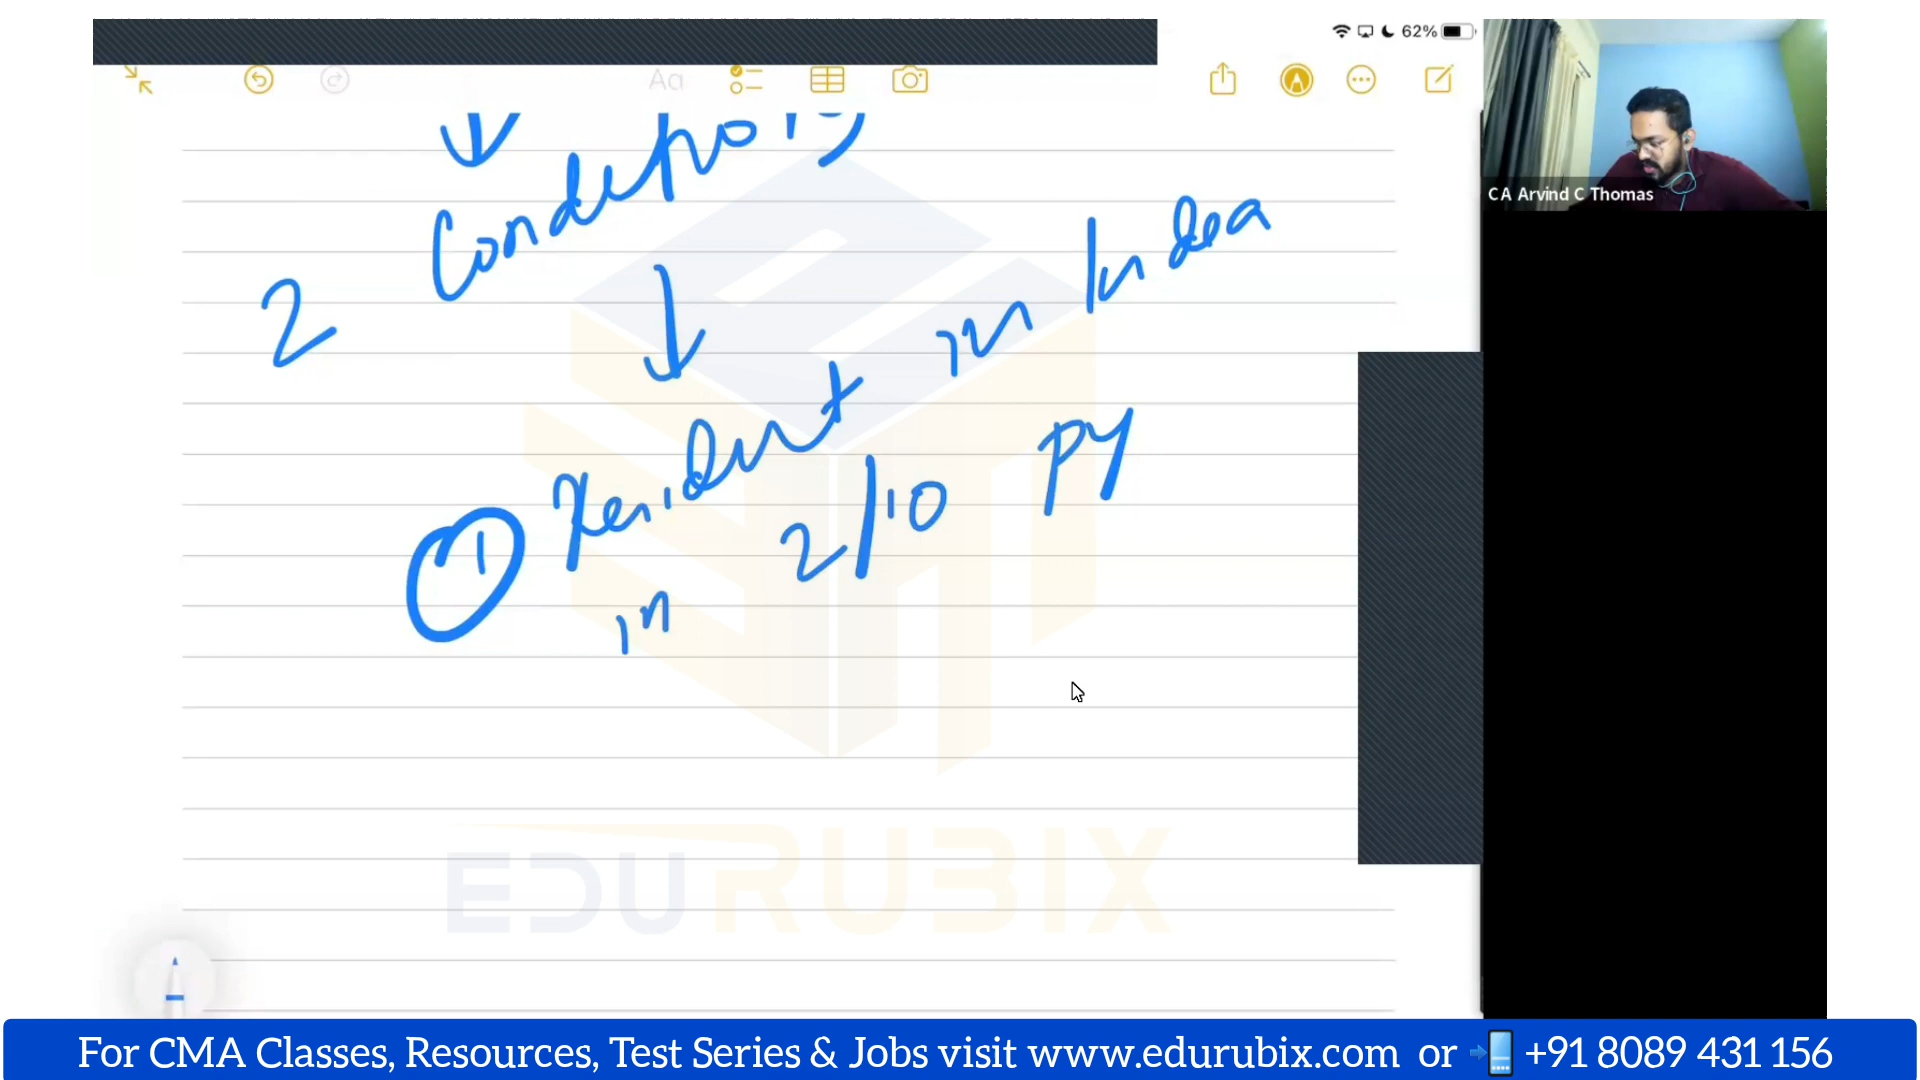 62%
Aa
CA Arvind C Thomas
2 Conditions
① Resident in India
in 2/10 PY
EDURUBIX
For CMA Classes, Resources, Test Series & Jobs visit www.edurubix.com or +91 8089 431 156